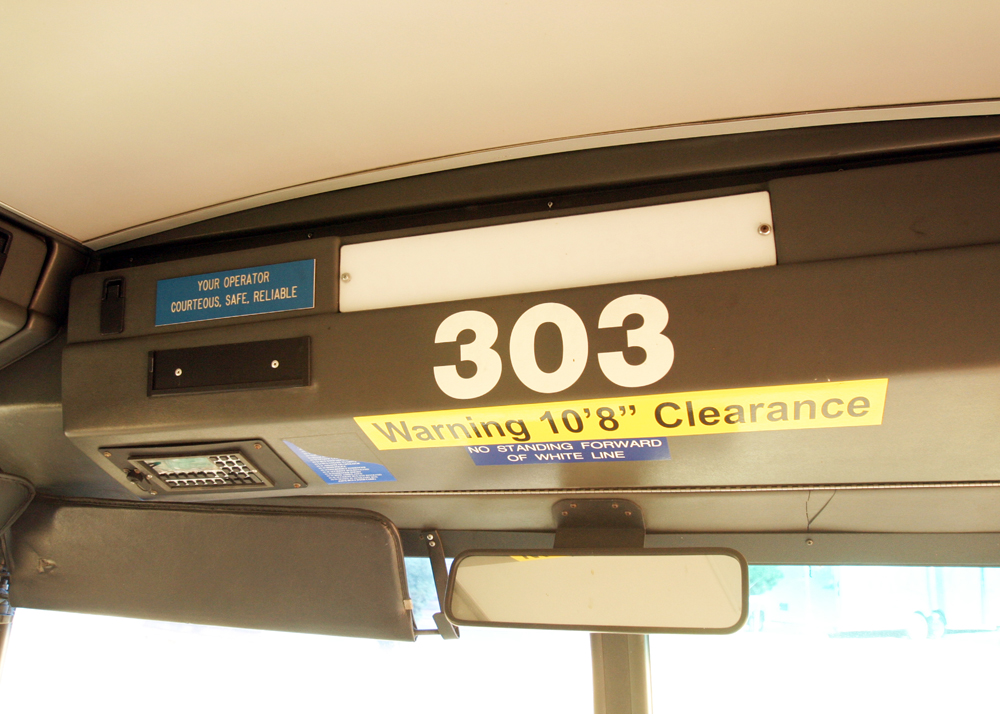 YOUR OPERATOR
COURTEOUS, SAFE, RELIABLE
303
Warning 10'8” Clearance
NO STANDING FORWARD
OF WHITE LINE